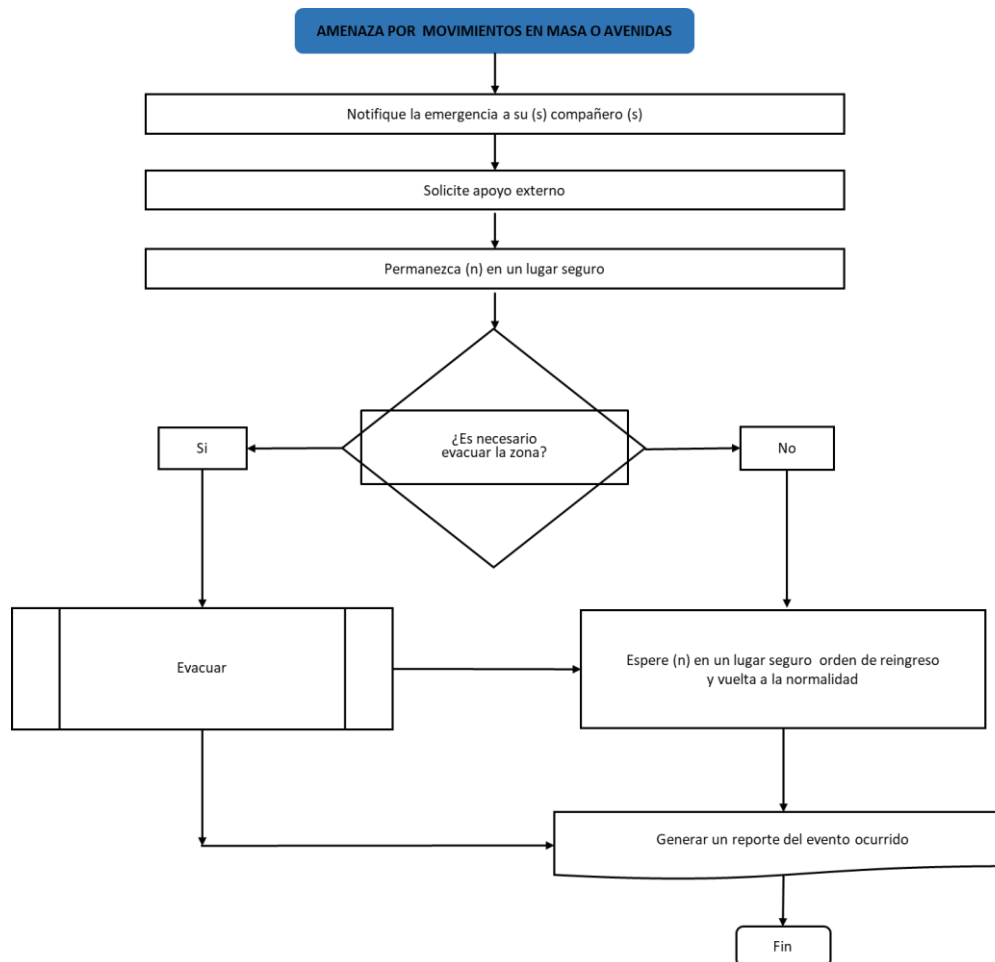 AMENAZA POR MOVIMIENTOS EN MASA O AVENIDAS
Notifique la emergencia a su (s) compañero (s)
Solicite apoyo externo
Permanezca (n) en un lugar seguro
¿Es necesario
evacuar la zona?
Si
No
Evacuar
Espere (n) en un lugar seguro orden de reingreso
y vuelta a la normalidad
Generar un reporte del evento ocurrido
Fin